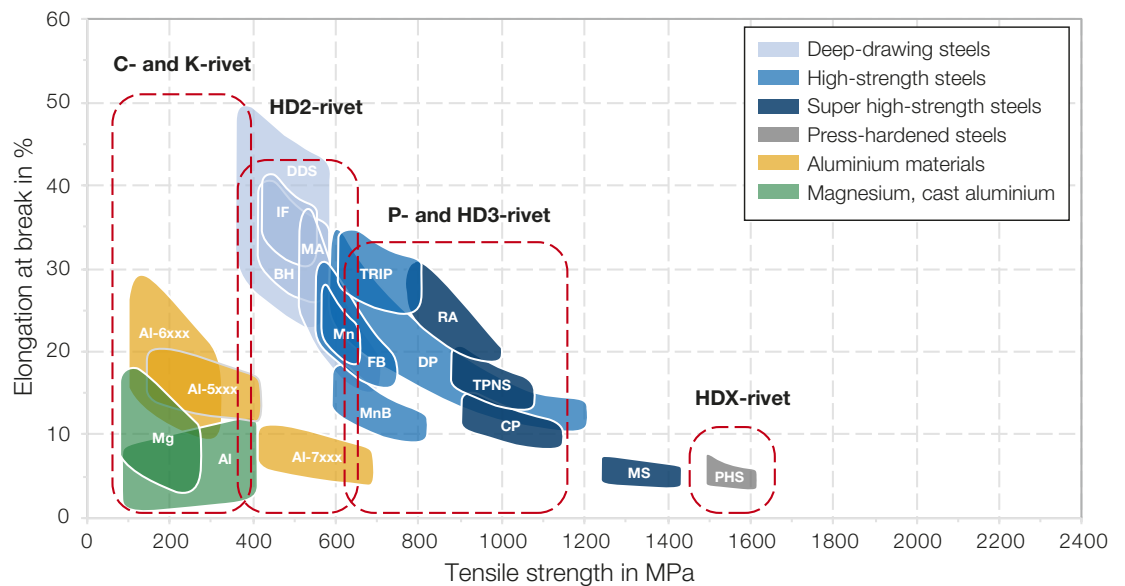 Elongation at break in %
60
50
40
30
20
10
0
C- and K-rivet
HD2-rivet
P- and HD3-rivet
HDX-rivet
Deep-drawing steels
High-strength steels
Super high-strength steels
Press-hardened steels
Aluminium materials
Magnesium, cast aluminium
DDS
IF
MA
BH
TRIP
RA
Al-6xxx
Mn
FB
DP
Al-5xxx
TPNS
MnB
CP
Mg
Al
Al-7xxx
MS
PHS
0 200 400 600 800 1000 1200 1400 1600 2000 2200 2400
Tensile strength in MPa